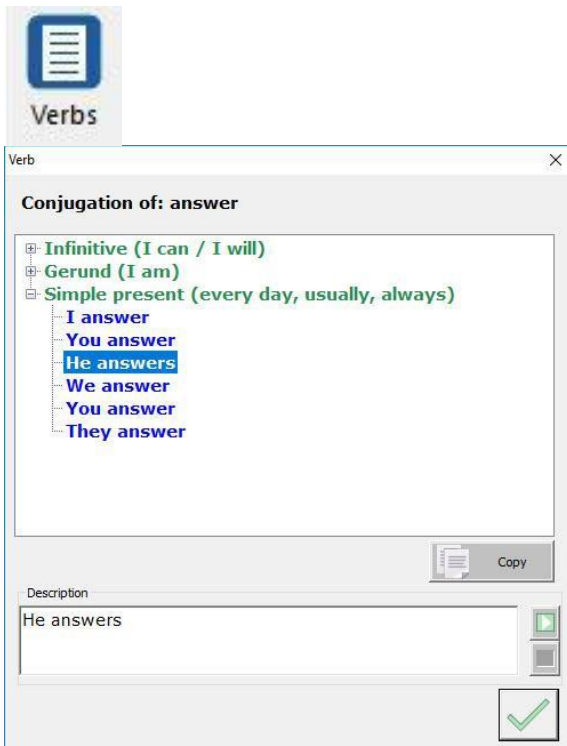 Verbs
Verb
Conjugation of: answer
Infinitive (I can / I will)
Gerund (I am)
Simple present (every day, usually, always)
I answer
You answer
He answers
We answer
You answer
They answer
Copy
Description
He answers